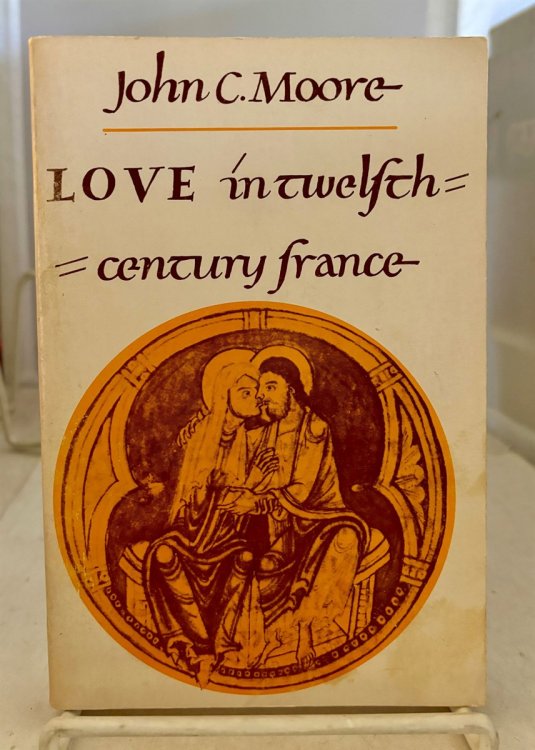 John C. Moore
LOVE in twelfth=
=century france